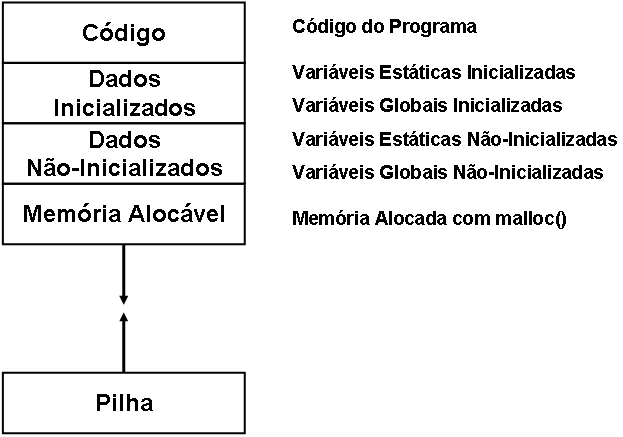 Código
Código do Programa
Dados
Inicializados
Variáveis Estáticas Inicializadas
Variáveis Globais Inicializadas
Dados
Não-Inicializados
Variáveis Estáticas Não-Inicializadas
Variáveis Globais Não-Inicializadas
Memória Alocável
Memória Alocada com malloc()
Pilha